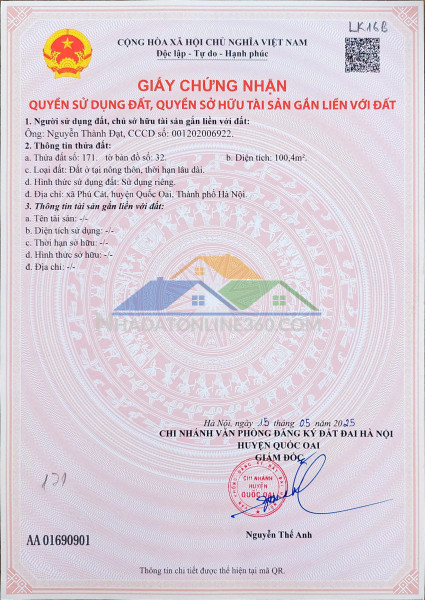 LK16B
CỘNG HÒA XÃ HỘI CHỦ NGHĨA VIỆT NAM
Độc lập - Tự do - Hạnh phúc
GIẤY CHỨNG NHẬN
QUYỀN SỬ DỤNG ĐẤT, QUYỀN SỞ HỮU TÀI SẢN GẮN LIỀN VỚI ĐẤT
1. Người sử dụng đất, chủ sở hữu tài sản gắn liền với đất:
Ông: Nguyễn Thành Đạt, CCCD số: 001202006922.
2. Thông tin thửa đất:
a. Thửa đất số: 171. tờ bản đồ số: 32. b. Diện tích: 100,4m².
c. Loại đất: Đất ở tại nông thôn, thời hạn lâu dài.
d. Hình thức sử dụng đất: Sử dụng riêng.
đ. Địa chỉ: xã Phú Cát, huyện Quốc Oai, Thành phố Hà Nội.
3. Thông tin tài sản gắn liền với đất:
a. Tên tài sản: -/-
b. Diện tích sử dụng: -/-
c. Thời hạn sở hữu: -/-
d. Hình thức sở hữu: -/-
đ. Địa chỉ: -/-
NHADATONLINE360.COM
Hà Nội, ngày 15 tháng 05 năm 2025
CHI NHÁNH VĂN PHÒNG ĐĂNG KÝ ĐẤT ĐAI HÀ NỘI
HUYỆN QUỐC OAI
GIÁM ĐỐC
CHI NHÁNH
HUYỆN
QUỐC OAI
171
Nguyễn Thế Anh
AA 01690901
Thông tin chi tiết được thể hiện tại mã QR.